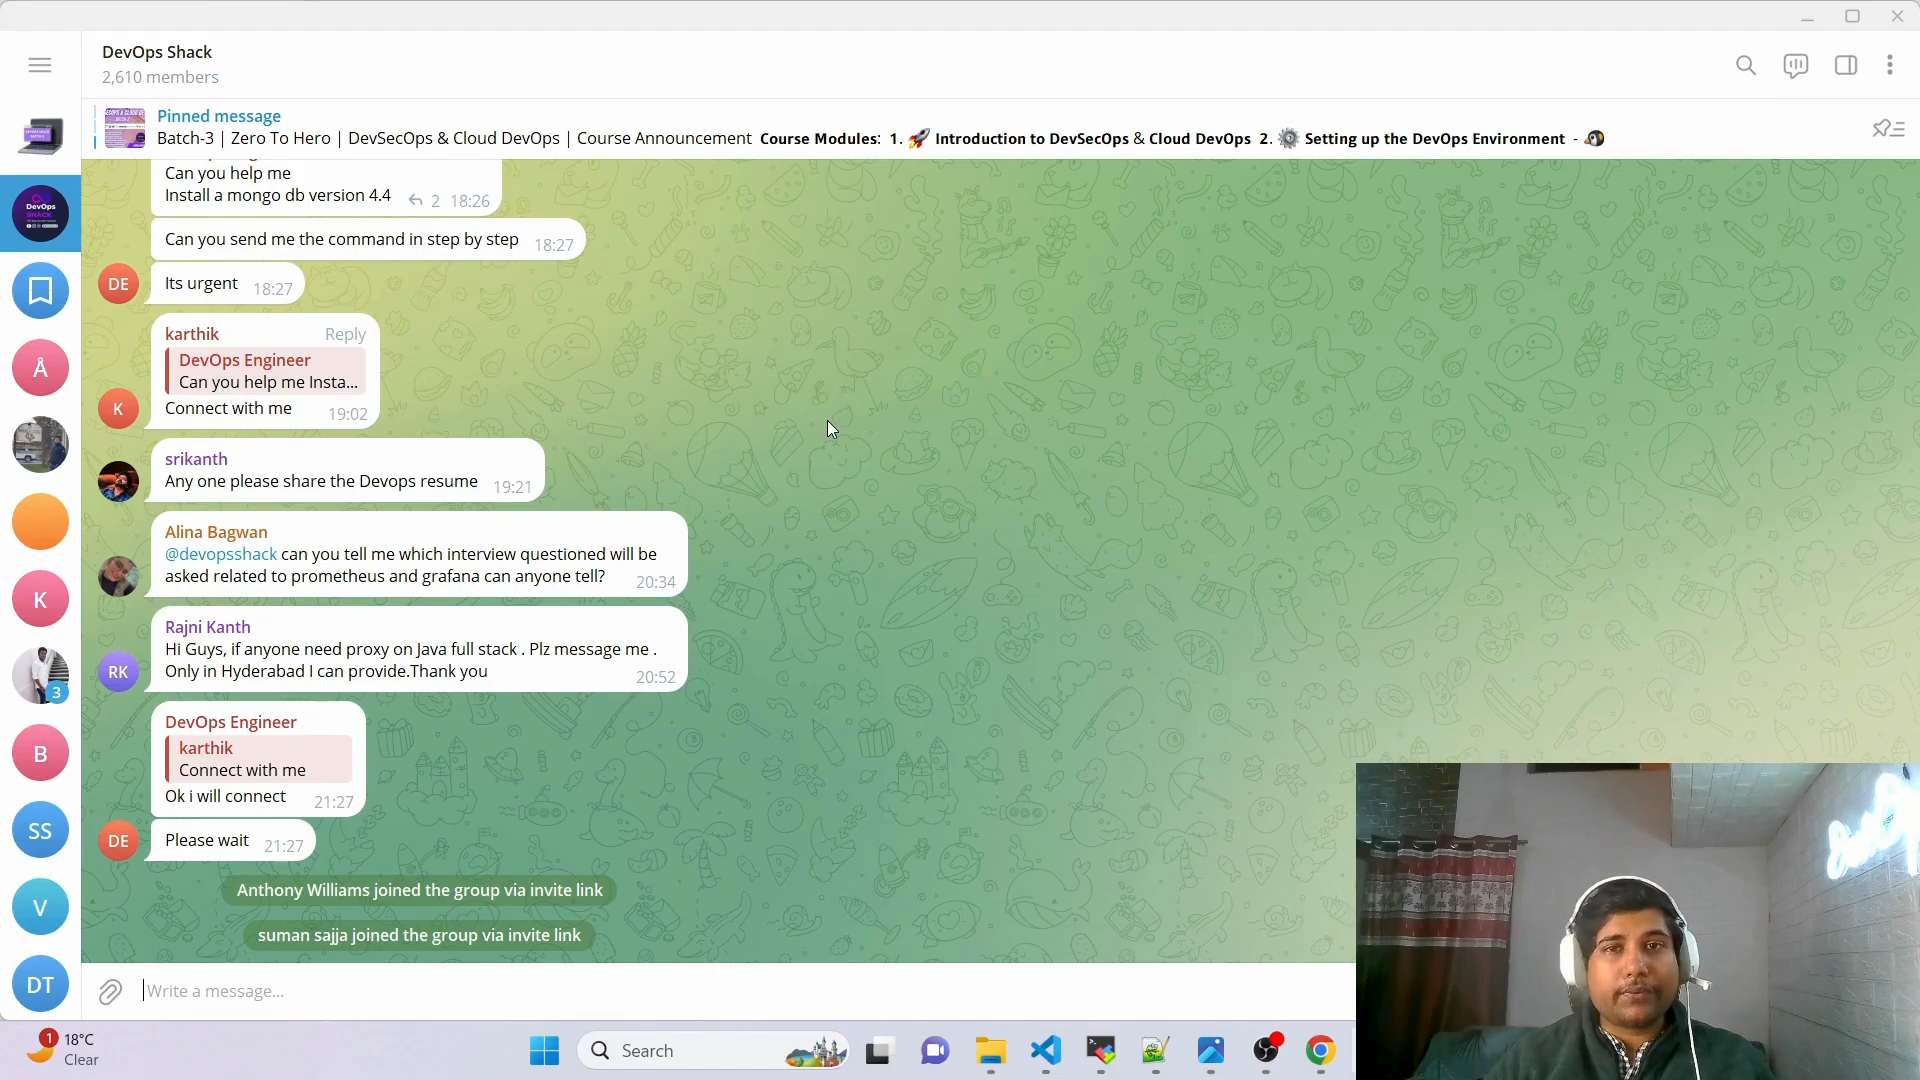 DevOps Shack
2,610 members
Pinned message
Batch-3 | Zero To Hero | DevSecOps & Cloud DevOps | Course Announcement Course Modules: 1. 🚀 Introduction to DevSecOps & Cloud DevOps 2. ⚙️ Setting up the DevOps Environment - 🐧
Can you help me
Install a mongo db version 4.4 2 18:26
Can you send me the command in step by step 18:27
DE Its urgent 18:27
karthik Reply
DevOps Engineer
Can you help me Insta...
K Connect with me 19:02
srikanth
Any one please share the Devops resume 19:21
Alina Bagwan
@devopsshack can you tell me which interview questioned will be
asked related to prometheus and grafana can anyone tell? 20:34
Rajni Kanth
Hi Guys, if anyone need proxy on Java full stack . Plz message me .
RK Only in Hyderabad I can provide.Thank you 20:52
DevOps Engineer
karthik
Connect with me
Ok i will connect 21:27
DE Please wait 21:27
Anthony Williams joined the group via invite link
suman sajja joined the group via invite link
Write a message...
DevOps
SHACK
Å
K
3
B
SS
V
DT
1 18°C
Clear
Search